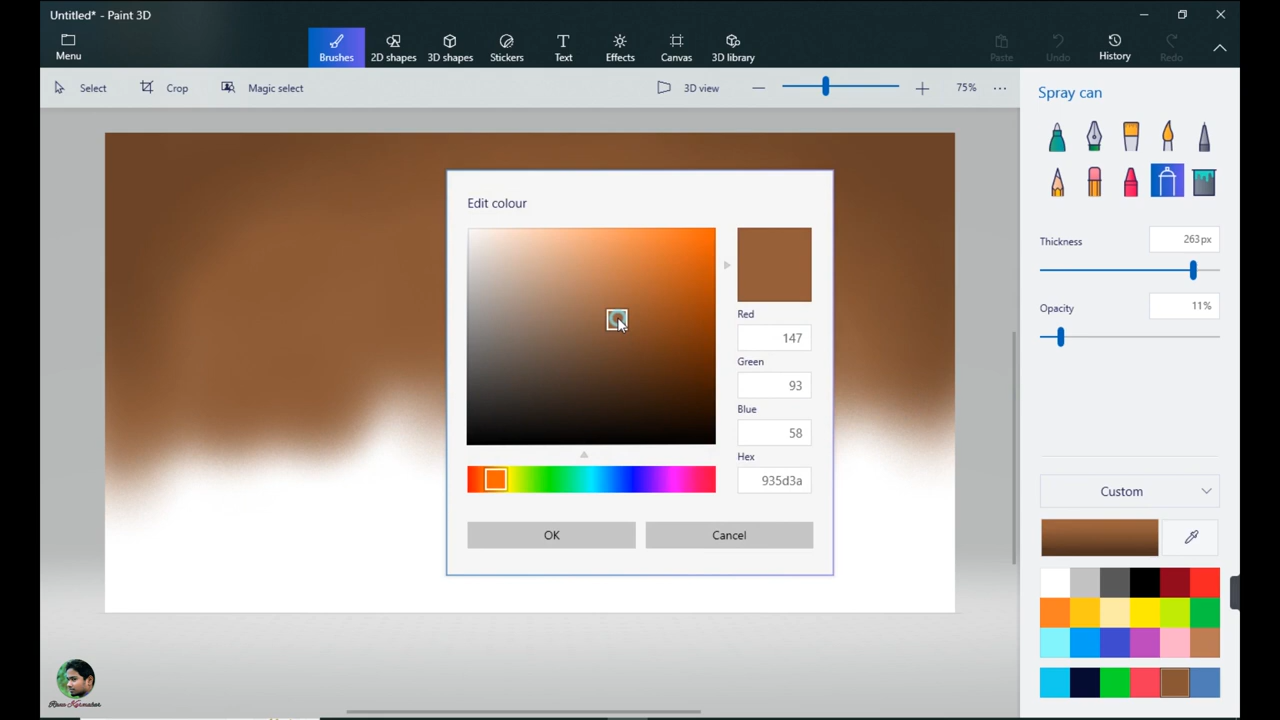 Untitled* - Paint 3D
Menu
Brushes
2D shapes
3D shapes
Stickers
Text
Effects
Canvas
3D library
Paste
Undo
History
Redo
Select
Crop
Magic select
3D view
75%
Spray can
Thickness
263px
Opacity
11%
Edit colour
Red
147
Green
93
Blue
58
Hex
935d3a
OK
Cancel
Custom